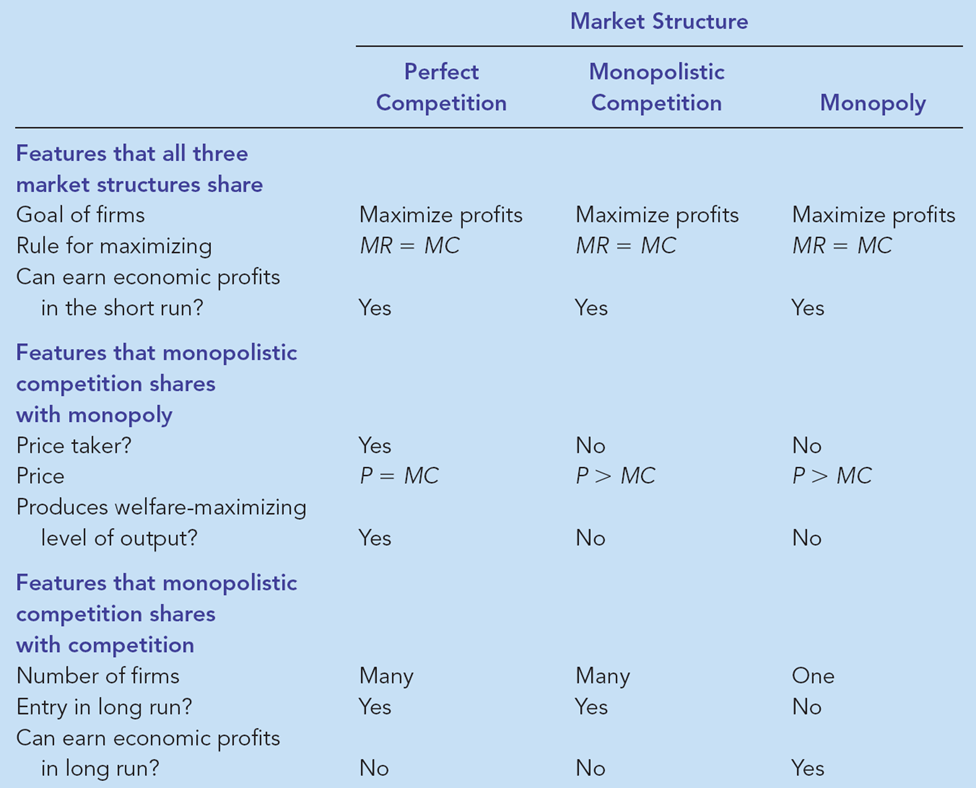 Market Structure
Perfect Competition Monopolistic Competition Monopoly
Features that all three
market structures share
Goal of firms Maximize profits Maximize profits Maximize profits
Rule for maximizing MR = MC MR = MC MR = MC
Can earn economic profits
in the short run? Yes Yes Yes
Features that monopolistic
competition shares
with monopoly
Price taker? Yes No No
Price P = MC P > MC P > MC
Produces welfare-maximizing
level of output? Yes No No
Features that monopolistic
competition shares
with competition
Number of firms Many Many One
Entry in long run? Yes Yes No
Can earn economic profits
in long run? No No Yes